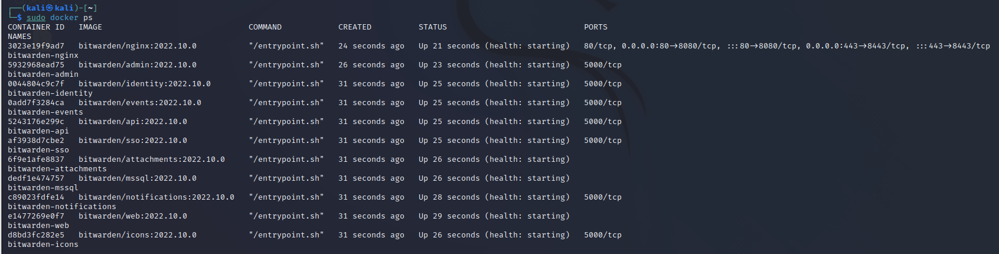 ┌──(kali㉿kali)-[~]
└─$ sudo docker ps
CONTAINER ID   IMAGE                               COMMAND            CREATED          STATUS                             PORTS
NAMES
3023e19f9ad7   bitwarden/nginx:2022.10.0           "/entrypoint.sh"   24 seconds ago   Up 21 seconds (health: starting)   80/tcp, 0.0.0.0:80→8080/tcp, :::80→8080/tcp, 0.0.0.0:443→8443/tcp, :::443→8443/tcp
bitwarden-nginx
5932968ead75   bitwarden/admin:2022.10.0           "/entrypoint.sh"   26 seconds ago   Up 23 seconds (health: starting)   5000/tcp
bitwarden-admin
0044804c9c7f   bitwarden/identity:2022.10.0        "/entrypoint.sh"   31 seconds ago   Up 25 seconds (health: starting)   5000/tcp
bitwarden-identity
0add7f3284ca   bitwarden/events:2022.10.0          "/entrypoint.sh"   31 seconds ago   Up 25 seconds (health: starting)   5000/tcp
bitwarden-events
5243176e299c   bitwarden/api:2022.10.0             "/entrypoint.sh"   31 seconds ago   Up 25 seconds (health: starting)   5000/tcp
bitwarden-api
af3938d7cbe2   bitwarden/sso:2022.10.0             "/entrypoint.sh"   31 seconds ago   Up 25 seconds (health: starting)   5000/tcp
bitwarden-sso
6f9e1afe8837   bitwarden/attachments:2022.10.0     "/entrypoint.sh"   31 seconds ago   Up 26 seconds (health: starting)
bitwarden-attachments
dedf1e474757   bitwarden/mssql:2022.10.0           "/entrypoint.sh"   31 seconds ago   Up 26 seconds (health: starting)
bitwarden-mssql
c89023fdfe14   bitwarden/notifications:2022.10.0   "/entrypoint.sh"   31 seconds ago   Up 28 seconds (health: starting)   5000/tcp
bitwarden-notifications
e1477269e0f7   bitwarden/web:2022.10.0             "/entrypoint.sh"   31 seconds ago   Up 29 seconds (health: starting)
bitwarden-web
d8bd3fc282e5   bitwarden/icons:2022.10.0           "/entrypoint.sh"   31 seconds ago   Up 26 seconds (health: starting)   5000/tcp
bitwarden-icons